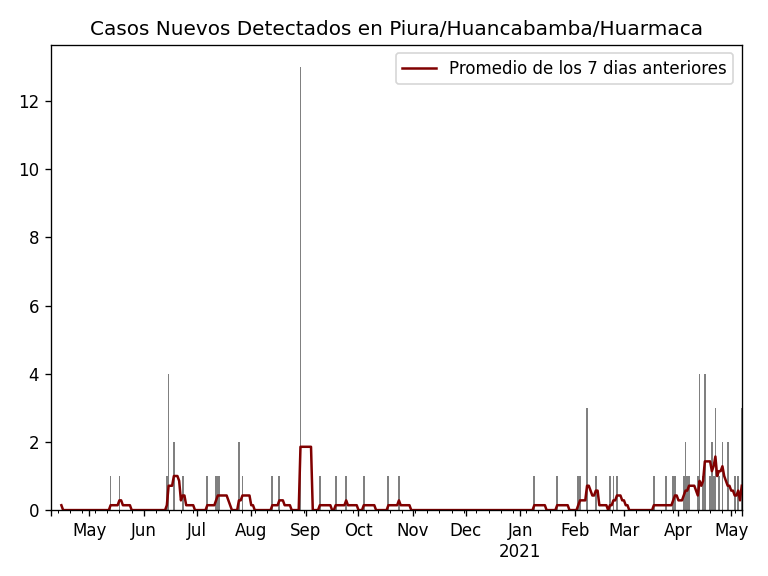 Casos Nuevos Detectados en Piura/Huancabamba/Huarmaca
Promedio de los 7 dias anteriores
12
10
8
6
4
2
0
May Jun Jul Aug Sep Oct Nov Dec Jan Feb Mar Apr May
2021